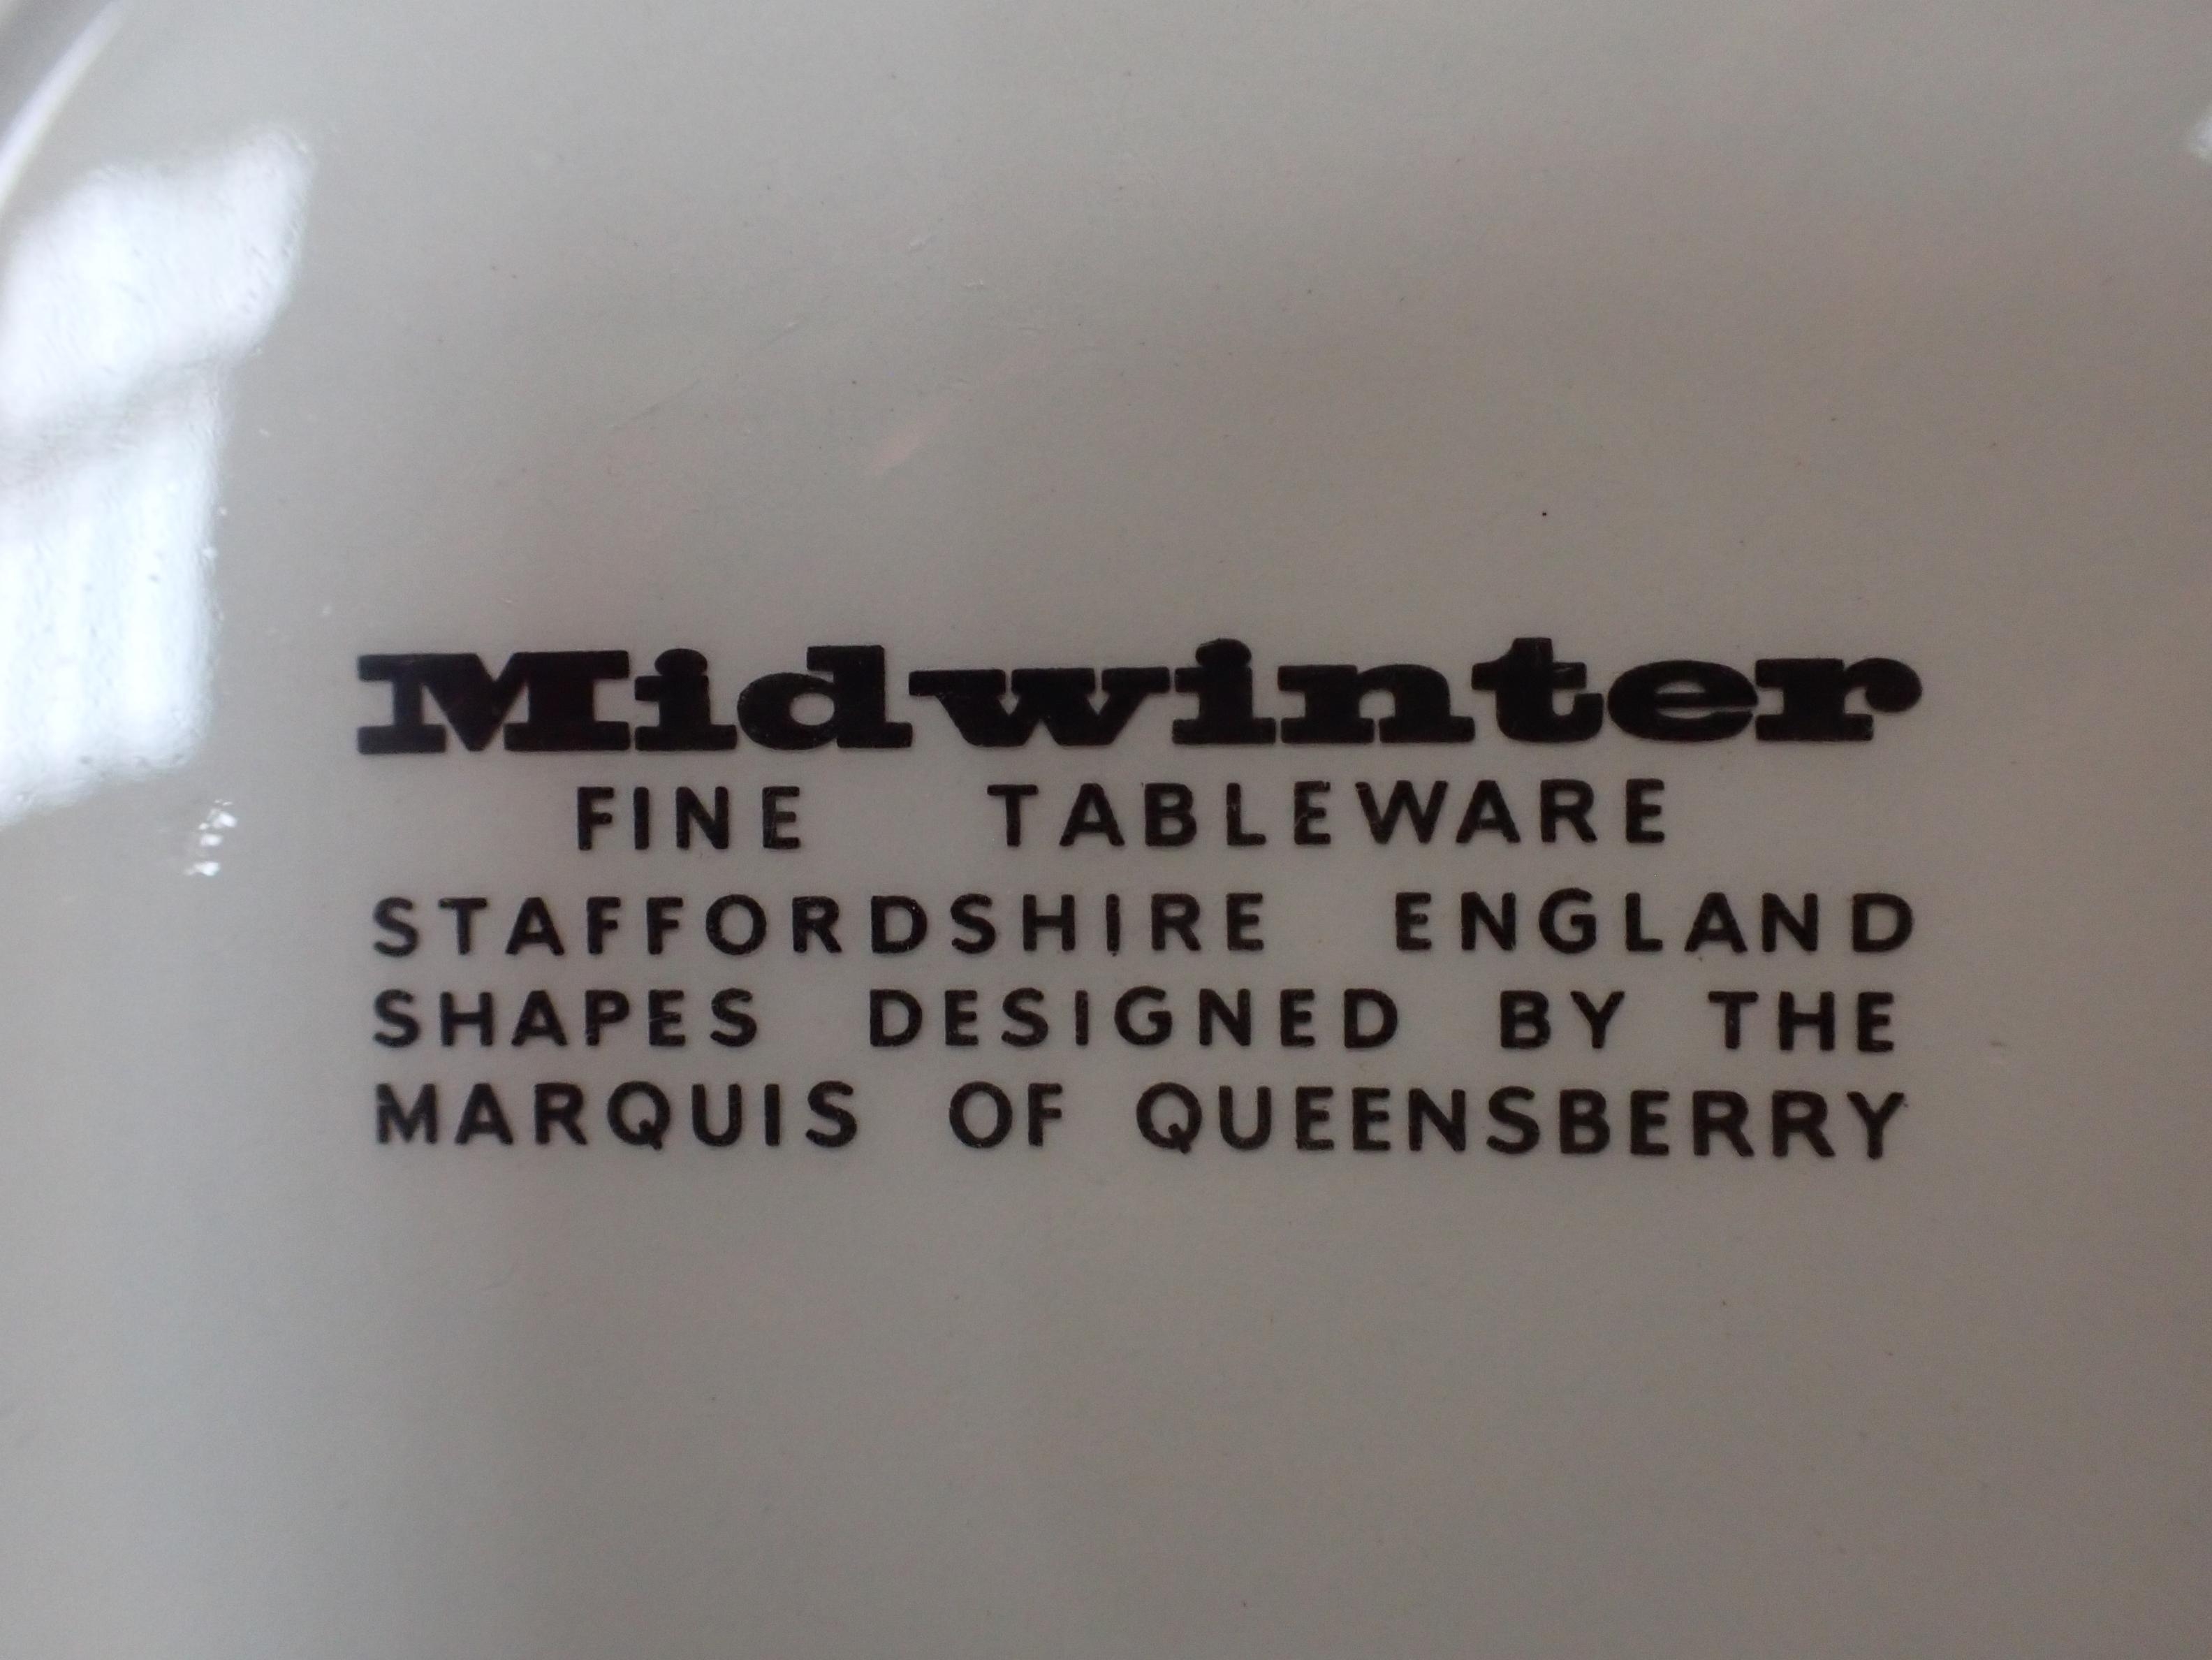 Midwinter
FINE TABLEWARE
STAFFORDSHIRE ENGLAND
SHAPES DESIGNED BY THE
MARQUIS OF QUEENSBERRY